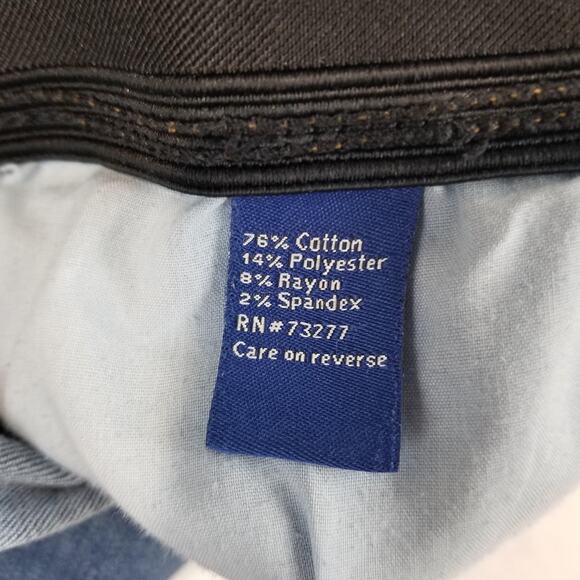 76% Cotton
14% Polyester
8% Rayon
2% Spandex
RN#73277
Care on reverse